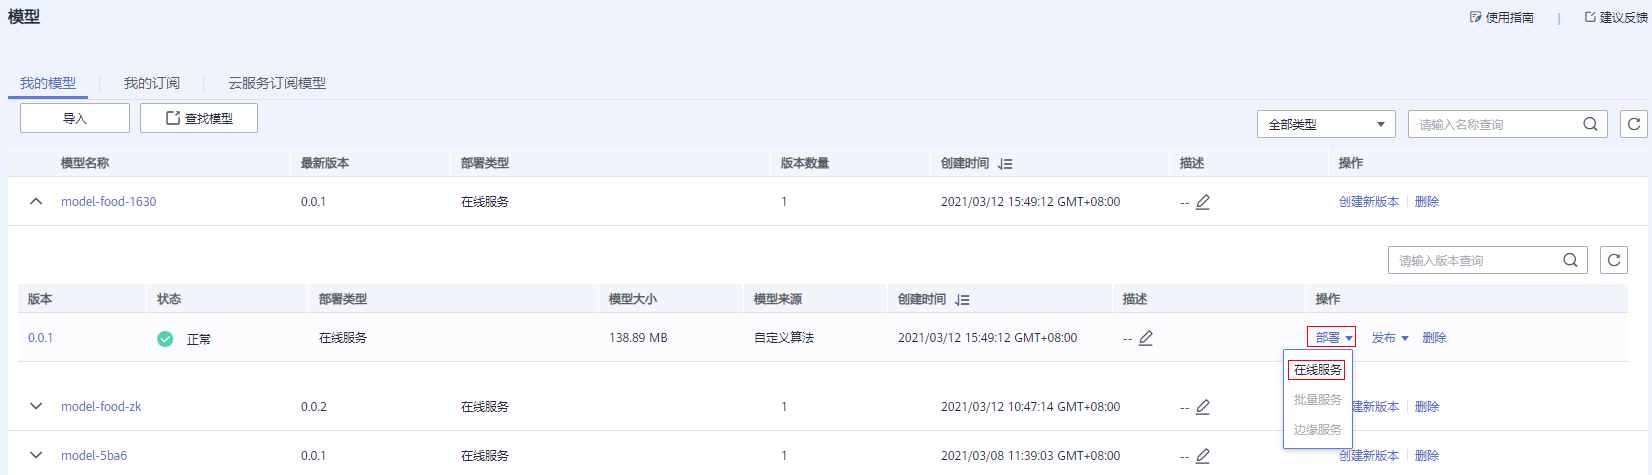 模型
使用指南 | 建议反馈
我的模型 我的订阅 云服务订阅模型
导入 查找模型 全部类型 请输入名称查询
模型名称 最新版本 部署类型 版本数量 创建时间 描述 操作
model-food-1630 0.0.1 在线服务 1 2021/03/12 15:49:12 GMT+08:00 -- 创建新版本 删除
请输入版本查询
版本 状态 部署类型 模型大小 模型来源 创建时间 描述 操作
0.0.1 正常 在线服务 138.89 MB 自定义算法 2021/03/12 15:49:12 GMT+08:00 -- 部署 发布 删除
在线服务
批量服务
边缘服务
model-food-zk 0.0.2 在线服务 1 2021/03/12 10:47:14 GMT+08:00 -- 建新版本 删除
model-5ba6 0.0.1 在线服务 1 2021/03/08 11:39:03 GMT+08:00 -- 创建新版本 删除